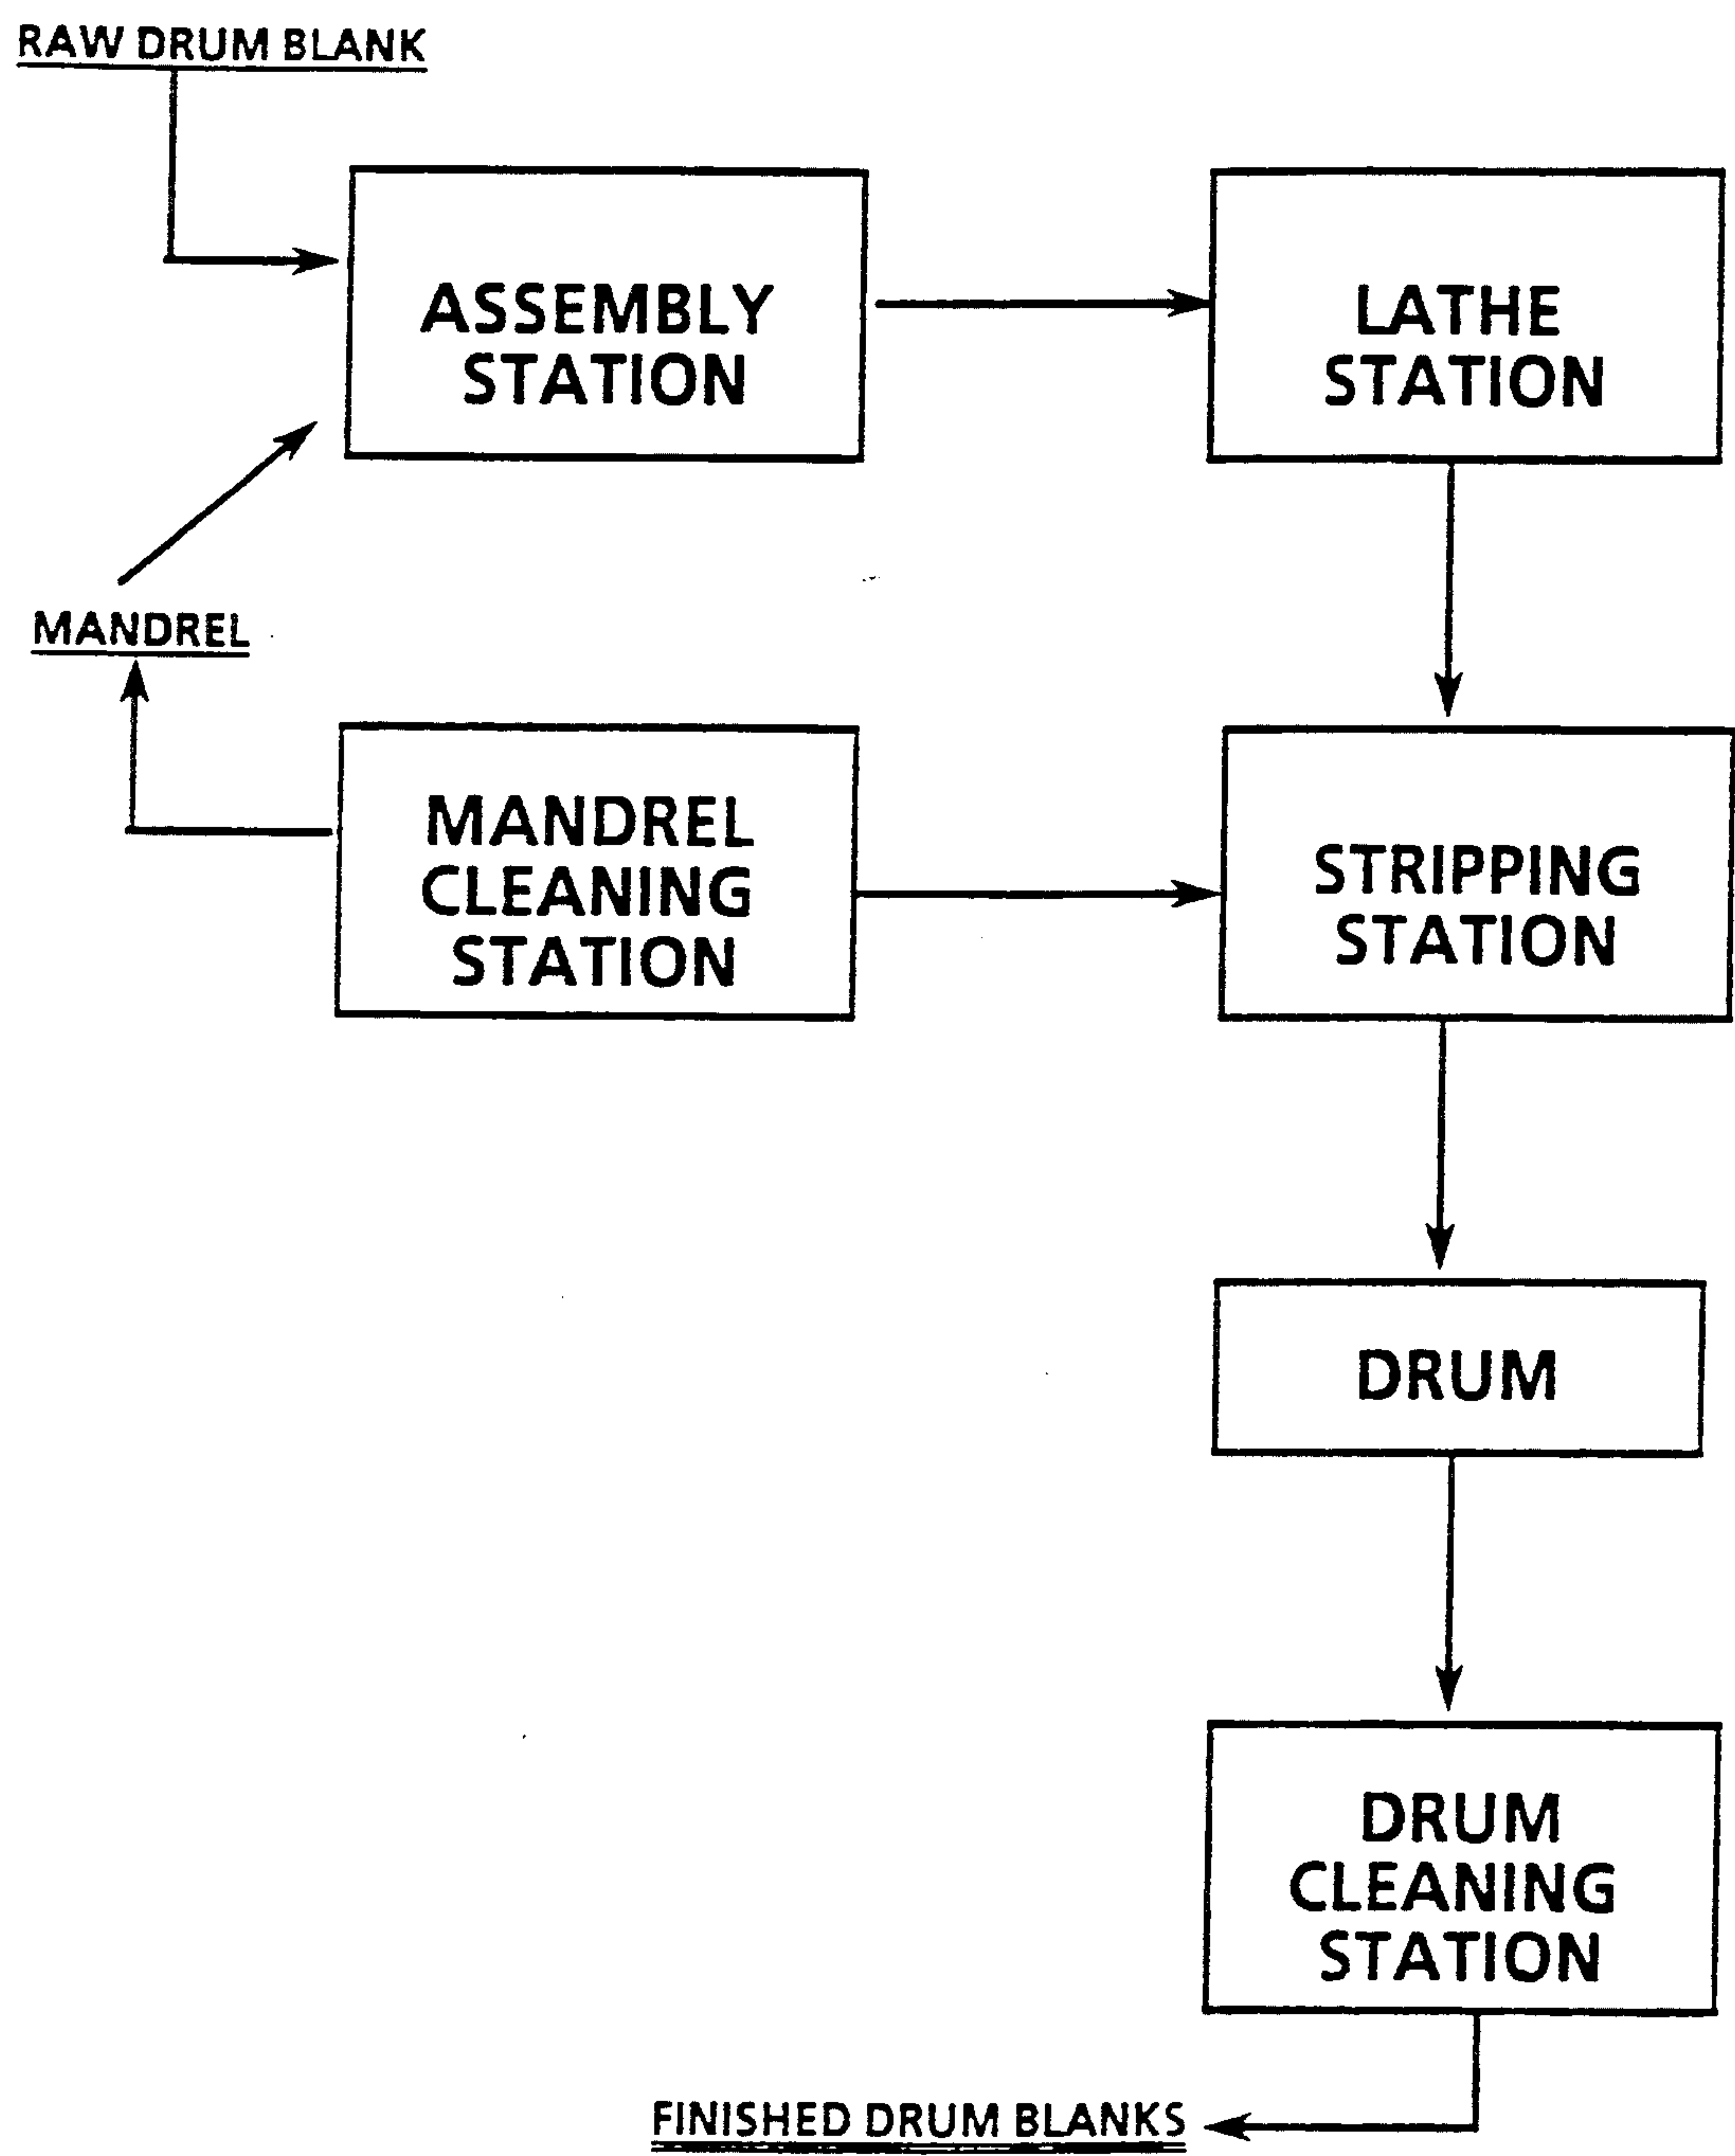 RAW DRUM BLANK
ASSEMBLY
STATION
LATHE
STATION
MANDREL
MANDREL
CLEANING
STATION
STRIPPING
STATION
DRUM
DRUM
CLEANING
STATION
FINISHED DRUM BLANKS